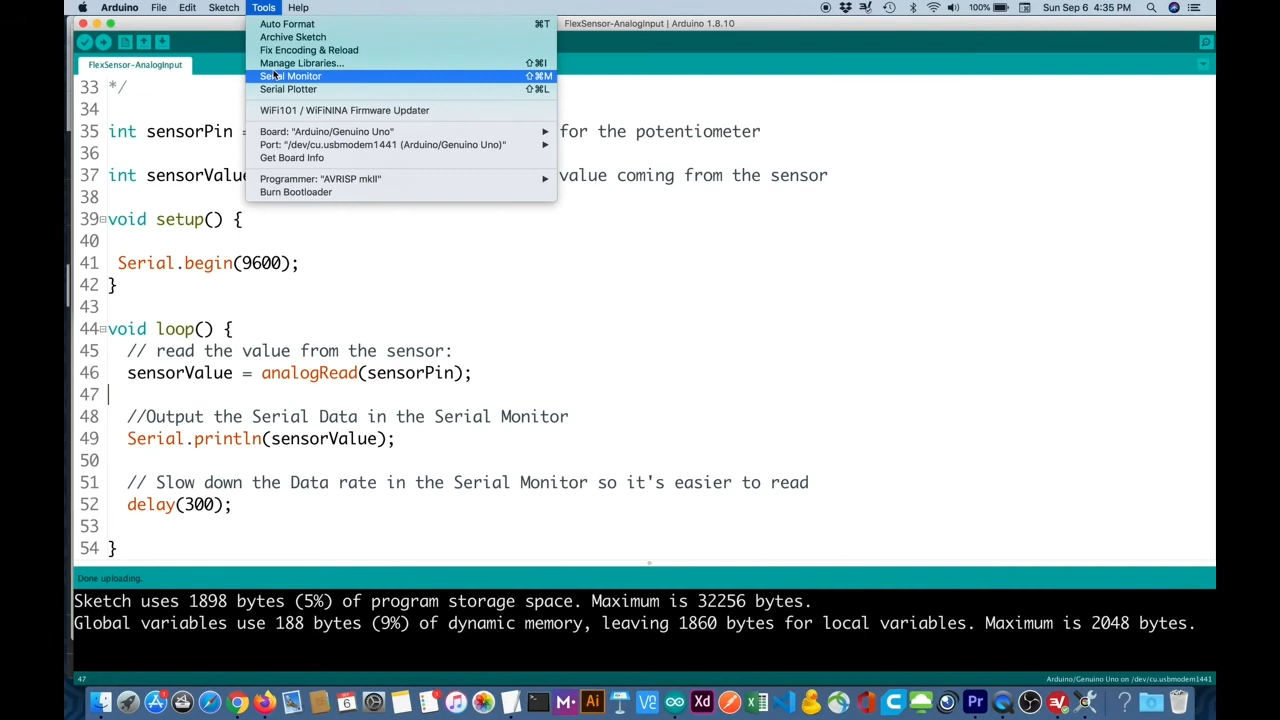 Arduino File Edit Sketch Tools Help 100% Sun Sep 6 4:35 PM
FlexSensor-AnalogInput | Arduino 1.8.10
Auto Format ⌘T
Archive Sketch
Fix Encoding & Reload
Manage Libraries... ⇧⌘I
Serial Monitor ⇧⌘M
Serial Plotter ⇧⌘L
WiFi101 / WiFiNINA Firmware Updater
Board: "Arduino/Genuino Uno"
Port: "/dev/cu.usbmodem1441 (Arduino/Genuino Uno)"
Get Board Info
Programmer: "AVRISP mkII"
Burn Bootloader
FlexSensor-AnalogInput
33 */
34
35 int sensorPin = for the potentiometer
36
37 int sensorValue value coming from the sensor
38
39 void setup() {
40
41 Serial.begin(9600);
42 }
43
44 void loop() {
45 // read the value from the sensor:
46 sensorValue = analogRead(sensorPin);
47
48 //Output the Serial Data in the Serial Monitor
49 Serial.println(sensorValue);
50
51 // Slow down the Data rate in the Serial Monitor so it's easier to read
52 delay(300);
53
54 }
Done uploading.
Sketch uses 1898 bytes (5%) of program storage space. Maximum is 32256 bytes.
Global variables use 188 bytes (9%) of dynamic memory, leaving 1860 bytes for local variables. Maximum is 2048 bytes.
47 Arduino/Genuino Uno on /dev/cu.usbmodem1441
6 M Ai Xd Pr